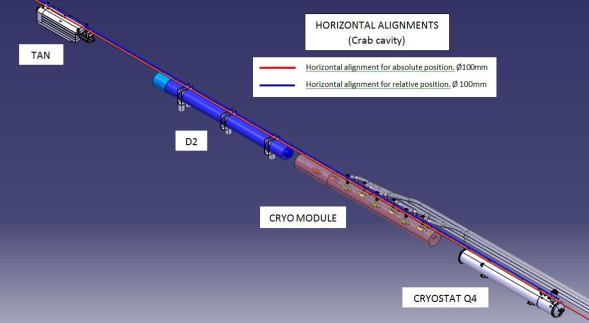 HORIZONTAL ALIGNMENTS
(Crab cavity)
Horizontal alignment for absolute position. Ø100mm
Horizontal alignment for relative position. Ø 100mm
TAN
D2
CRYO MODULE
CRYOSTAT Q4